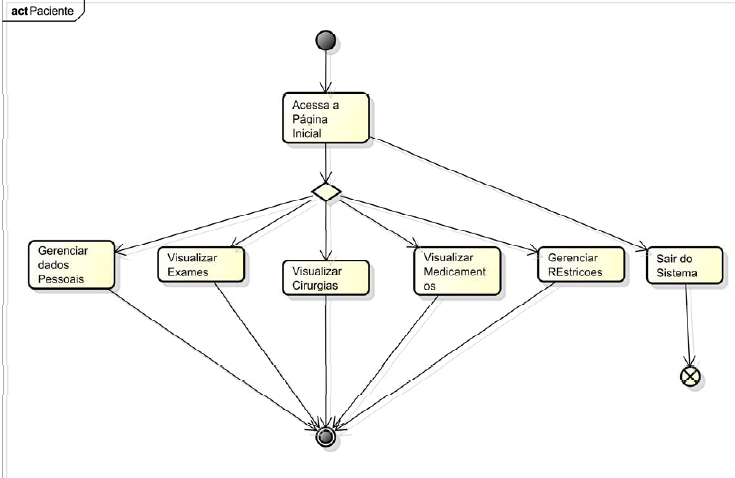 act Paciente
Acessa a
Página
Inicial
Gerenciar
dados
Pessoais
Visualizar
Exames
Visualizar
Cirurgias
Visualizar
Medicament
os
Gerenciar
REstricoes
Sair do
Sistema